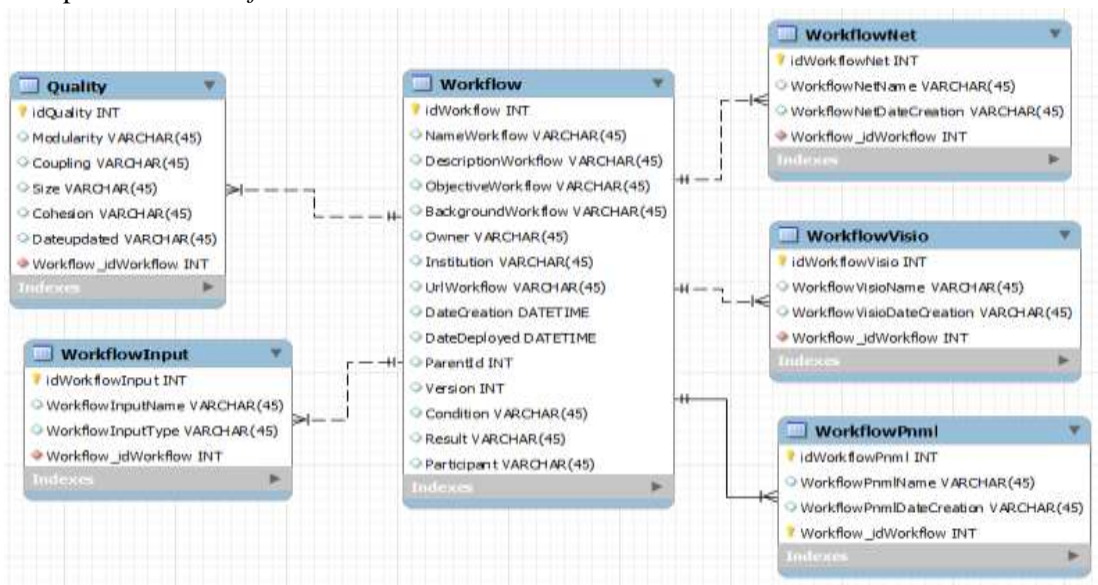 Quality
idQuality INT
Modularity VARCHAR(45)
Coupling VARCHAR(45)
Size VARCHAR(45)
Cohesion VARCHAR(45)
Dateupdated VARCHAR(45)
Workflow_idWorkflow INT
Indexes
WorkflowInput
idWorkflowInput INT
WorkflowInputName VARCHAR(45)
WorkflowInputType VARCHAR(45)
Workflow_idWorkflow INT
Indexes
Workflow
idWorkflow INT
NameWorkflow VARCHAR(45)
DescriptionWorkflow VARCHAR(45)
ObjectiveWorkflow VARCHAR(45)
BackgroundWorkflow VARCHAR(45)
Owner VARCHAR(45)
Institution VARCHAR(45)
UrlWorkflow VARCHAR(45)
DateCreation DATETIME
DateDeployed DATETIME
ParentId INT
Version INT
Condition VARCHAR(45)
Result VARCHAR(45)
Participant VARCHAR(45)
Indexes
WorkflowNet
idWorkflowNet INT
WorkflowNetName VARCHAR(45)
WorkflowNetDateCreation VARCHAR(45)
Workflow_idWorkflow INT
Indexes
WorkflowVisio
idWorkflowVisio INT
WorkflowVisioName VARCHAR(45)
WorkflowVisioDateCreation VARCHAR(45)
Workflow_idWorkflow INT
Indexes
WorkflowPnml
idWorkflowPnml INT
WorkflowPnmlName VARCHAR(45)
WorkflowPnmlDateCreation VARCHAR(45)
Workflow_idWorkflow INT
Indexes